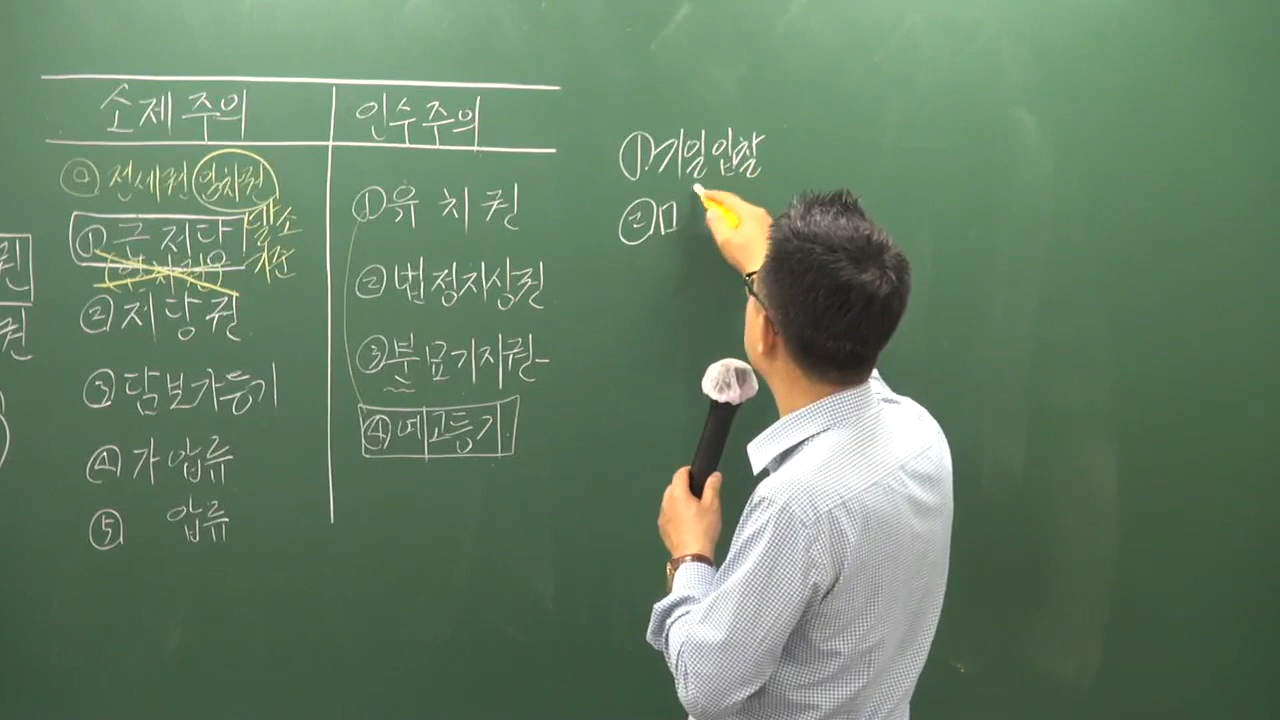 소제주의
인수주의
⓪ 전세권 임차권
① 근저당
말소
기준
② 저당권
③ 담보가등기
④ 가압류
⑤ 압류
① 유치권
② 법정지상권
③ 분묘기지권
④ 예고등기.
① 기일입찰
②
권
권